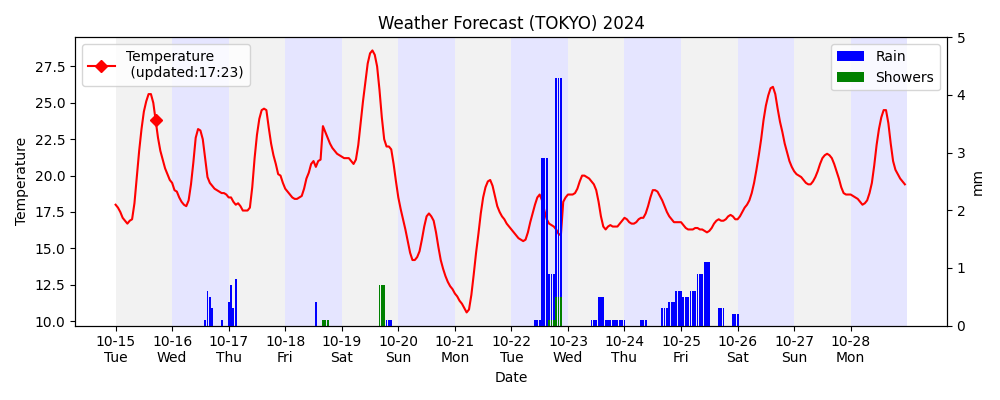 Weather Forecast (TOKYO) 2024
Temperature
(updated:17:23)
Rain
Showers
27.5
25.0
22.5
20.0
17.5
15.0
12.5
10.0
Temperature
5
4
3
2
1
0
mm
10-15 10-16 10-17 10-18 10-19 10-20 10-21 10-22 10-23 10-24 10-25 10-26 10-27 10-28
Tue Wed Thu Fri Sat Sun Mon Tue Wed Thu Fri Sat Sun Mon
Date